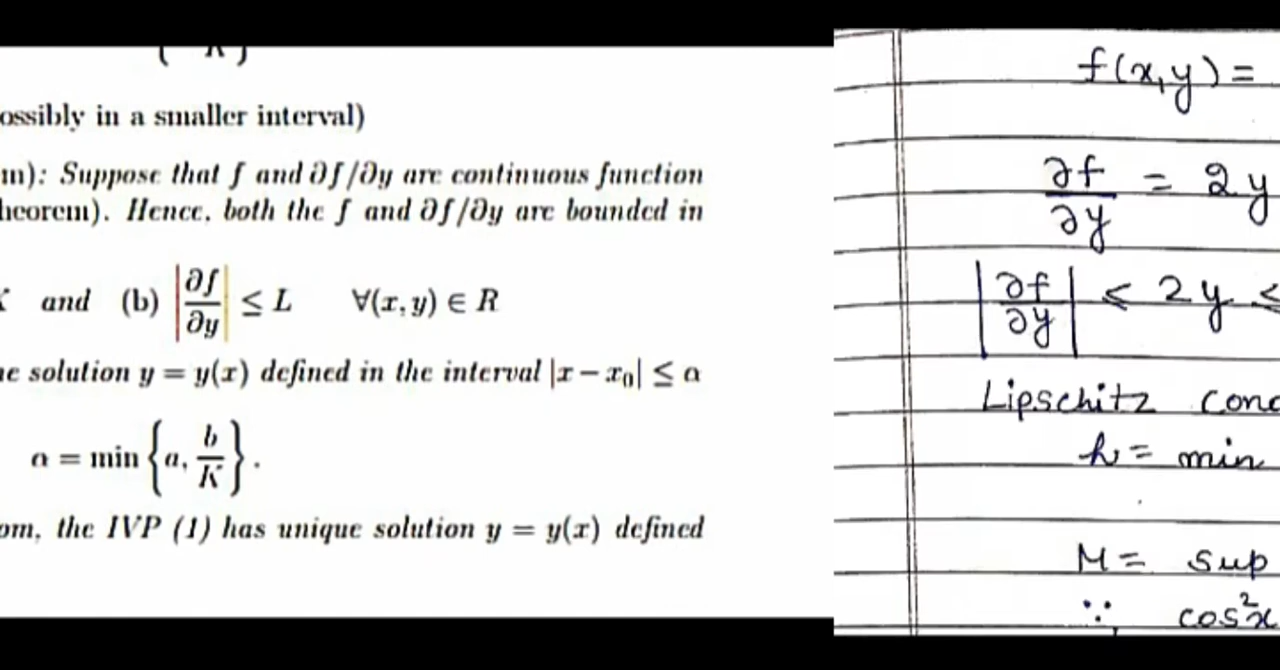 ossibly in a smaller interval)
m): Suppose that f and ∂f/∂y are continuous function
heorem). Hence, both the f and ∂f/∂y are bounded in
and (b) |∂f/∂y| ≤ L ∀(x, y) ∈ R
e solution y = y(x) defined in the interval |x − x₀| ≤ α
α = min {a, b/K}.
om, the IVP (1) has unique solution y = y(x) defined
f(x,y) =
∂f/∂y = 2y
|∂f/∂y| ≤ 2y ≤
Lipschitz cond
h = min
M = sup
∵ cos²x